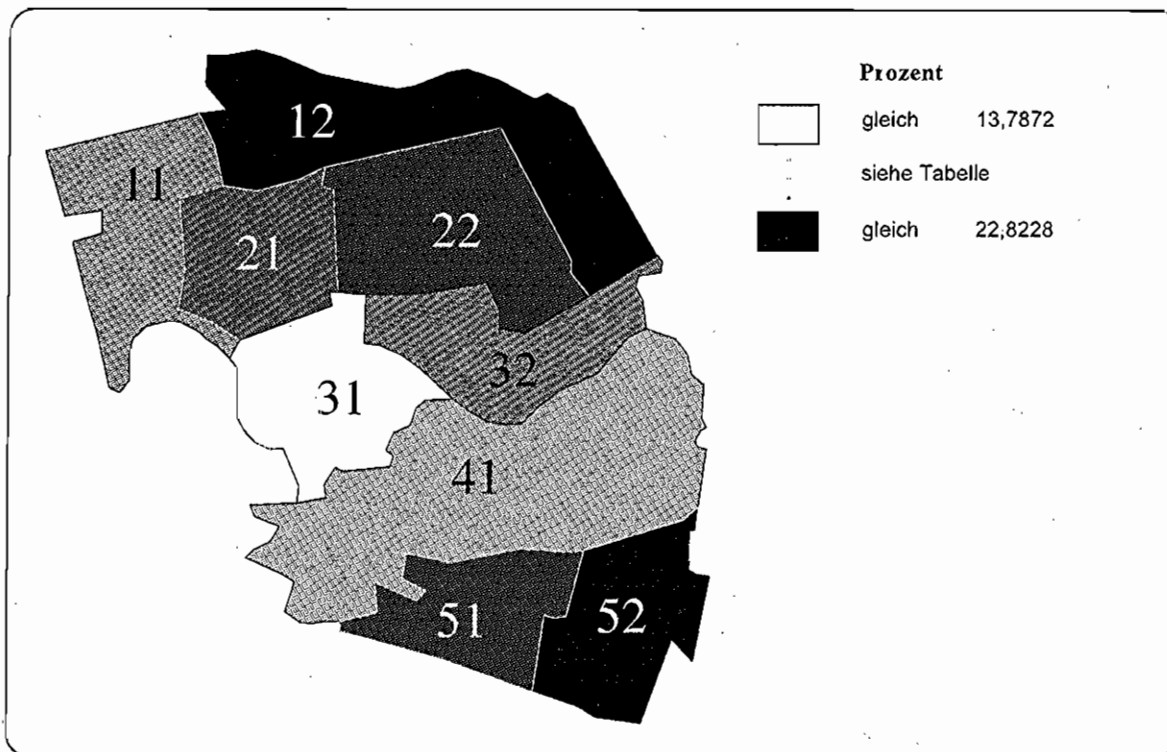 Prozent
gleich 13,7872
siehe Tabelle
gleich 22,8228
12
11
22
21
32
31
41
51
52